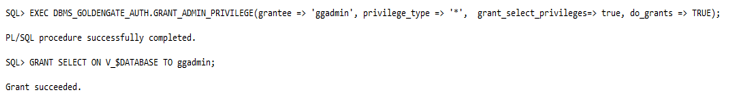 SQL> EXEC DBMS_GOLDENGATE_AUTH.GRANT_ADMIN_PRIVILEGE(grantee => 'ggadmin', privilege_type => '*',  grant_select_privileges=> true, do_grants => TRUE);
PL/SQL procedure successfully completed.
SQL> GRANT SELECT ON V_$DATABASE TO ggadmin;
Grant succeeded.